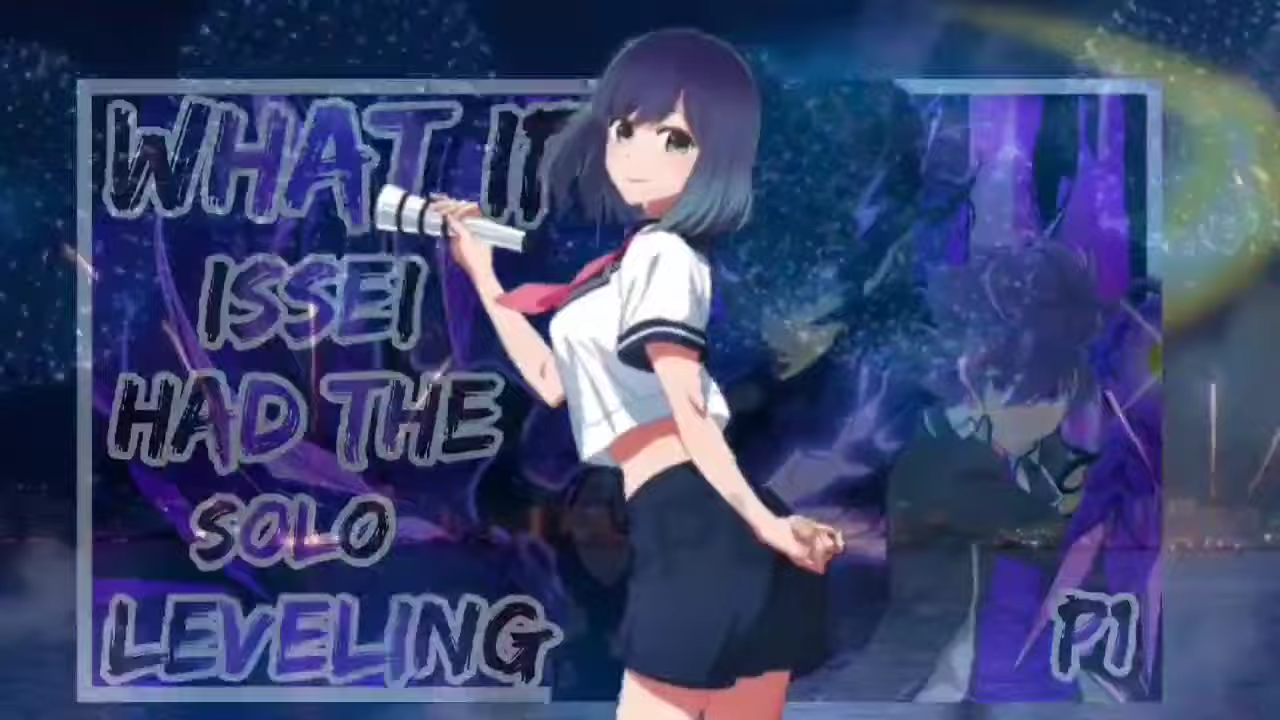 WHAT IF
ISSEI
HAD THE
SOLO
LEVELING
P1